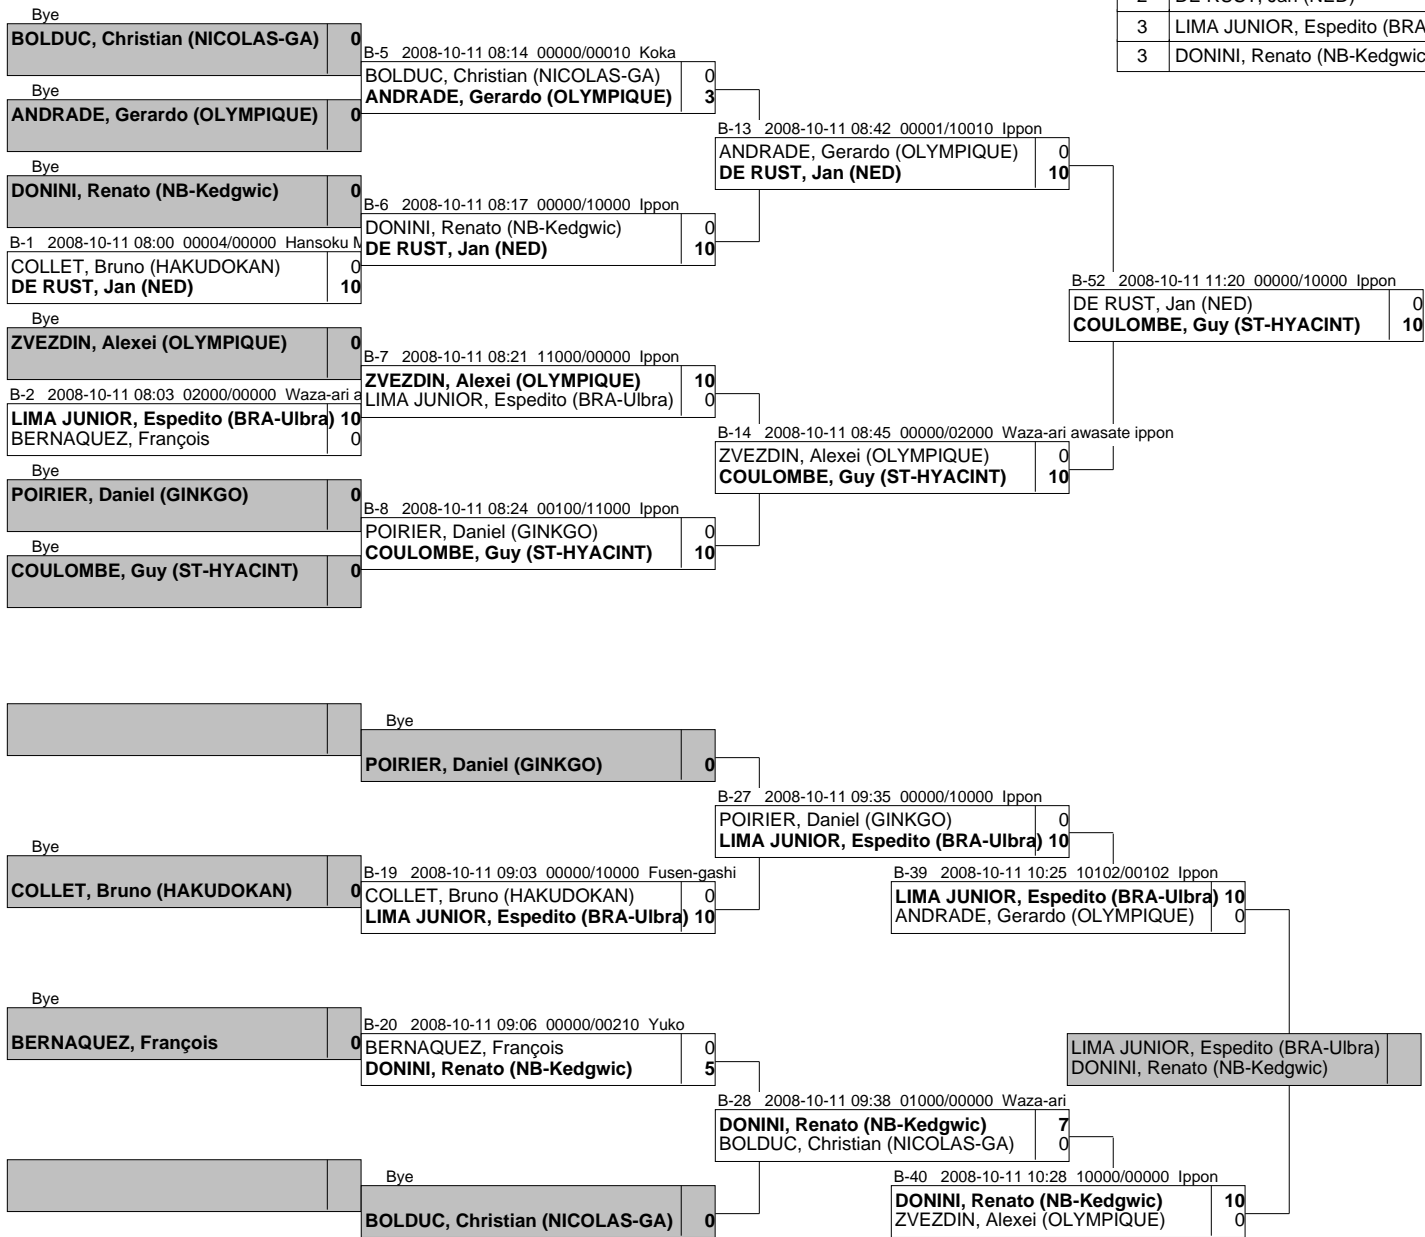 2 DE RUST, Jan (NED)
3 LIMA JUNIOR, Espedito (BRA
3 DONINI, Renato (NB-Kedgwic
Bye
BOLDUC, Christian (NICOLAS-GA) 0
B-5 2008-10-11 08:14 00000/00010 Koka
BOLDUC, Christian (NICOLAS-GA) 0
ANDRADE, Gerardo (OLYMPIQUE) 3
Bye
ANDRADE, Gerardo (OLYMPIQUE) 0
B-13 2008-10-11 08:42 00001/10010 Ippon
ANDRADE, Gerardo (OLYMPIQUE) 0
DE RUST, Jan (NED) 10
Bye
DONINI, Renato (NB-Kedgwic) 0
B-6 2008-10-11 08:17 00000/10000 Ippon
DONINI, Renato (NB-Kedgwic) 0
DE RUST, Jan (NED) 10
B-1 2008-10-11 08:00 00004/00000 Hansoku M
COLLET, Bruno (HAKUDOKAN) 0
DE RUST, Jan (NED) 10
B-52 2008-10-11 11:20 00000/10000 Ippon
DE RUST, Jan (NED) 0
COULOMBE, Guy (ST-HYACINT) 10
Bye
ZVEZDIN, Alexei (OLYMPIQUE) 0
B-7 2008-10-11 08:21 11000/00000 Ippon
ZVEZDIN, Alexei (OLYMPIQUE) 10
LIMA JUNIOR, Espedito (BRA-Ulbra) 0
B-2 2008-10-11 08:03 02000/00000 Waza-ari a
LIMA JUNIOR, Espedito (BRA-Ulbra) 10
BERNAQUEZ, François 0
B-14 2008-10-11 08:45 00000/02000 Waza-ari awasate ippon
ZVEZDIN, Alexei (OLYMPIQUE) 0
COULOMBE, Guy (ST-HYACINT) 10
Bye
POIRIER, Daniel (GINKGO) 0
B-8 2008-10-11 08:24 00100/11000 Ippon
POIRIER, Daniel (GINKGO) 0
COULOMBE, Guy (ST-HYACINT) 10
Bye
COULOMBE, Guy (ST-HYACINT) 0
Bye
POIRIER, Daniel (GINKGO) 0
B-27 2008-10-11 09:35 00000/10000 Ippon
POIRIER, Daniel (GINKGO) 0
LIMA JUNIOR, Espedito (BRA-Ulbra) 10
Bye
COLLET, Bruno (HAKUDOKAN) 0
B-19 2008-10-11 09:03 00000/10000 Fusen-gashi
COLLET, Bruno (HAKUDOKAN) 0
LIMA JUNIOR, Espedito (BRA-Ulbra) 10
B-39 2008-10-11 10:25 10102/00102 Ippon
LIMA JUNIOR, Espedito (BRA-Ulbra) 10
ANDRADE, Gerardo (OLYMPIQUE) 0
Bye
BERNAQUEZ, François 0
B-20 2008-10-11 09:06 00000/00210 Yuko
BERNAQUEZ, François 0
DONINI, Renato (NB-Kedgwic) 5
LIMA JUNIOR, Espedito (BRA-Ulbra)
DONINI, Renato (NB-Kedgwic)
B-28 2008-10-11 09:38 01000/00000 Waza-ari
DONINI, Renato (NB-Kedgwic) 7
BOLDUC, Christian (NICOLAS-GA) 0
Bye
BOLDUC, Christian (NICOLAS-GA) 0
B-40 2008-10-11 10:28 10000/00000 Ippon
DONINI, Renato (NB-Kedgwic) 10
ZVEZDIN, Alexei (OLYMPIQUE) 0